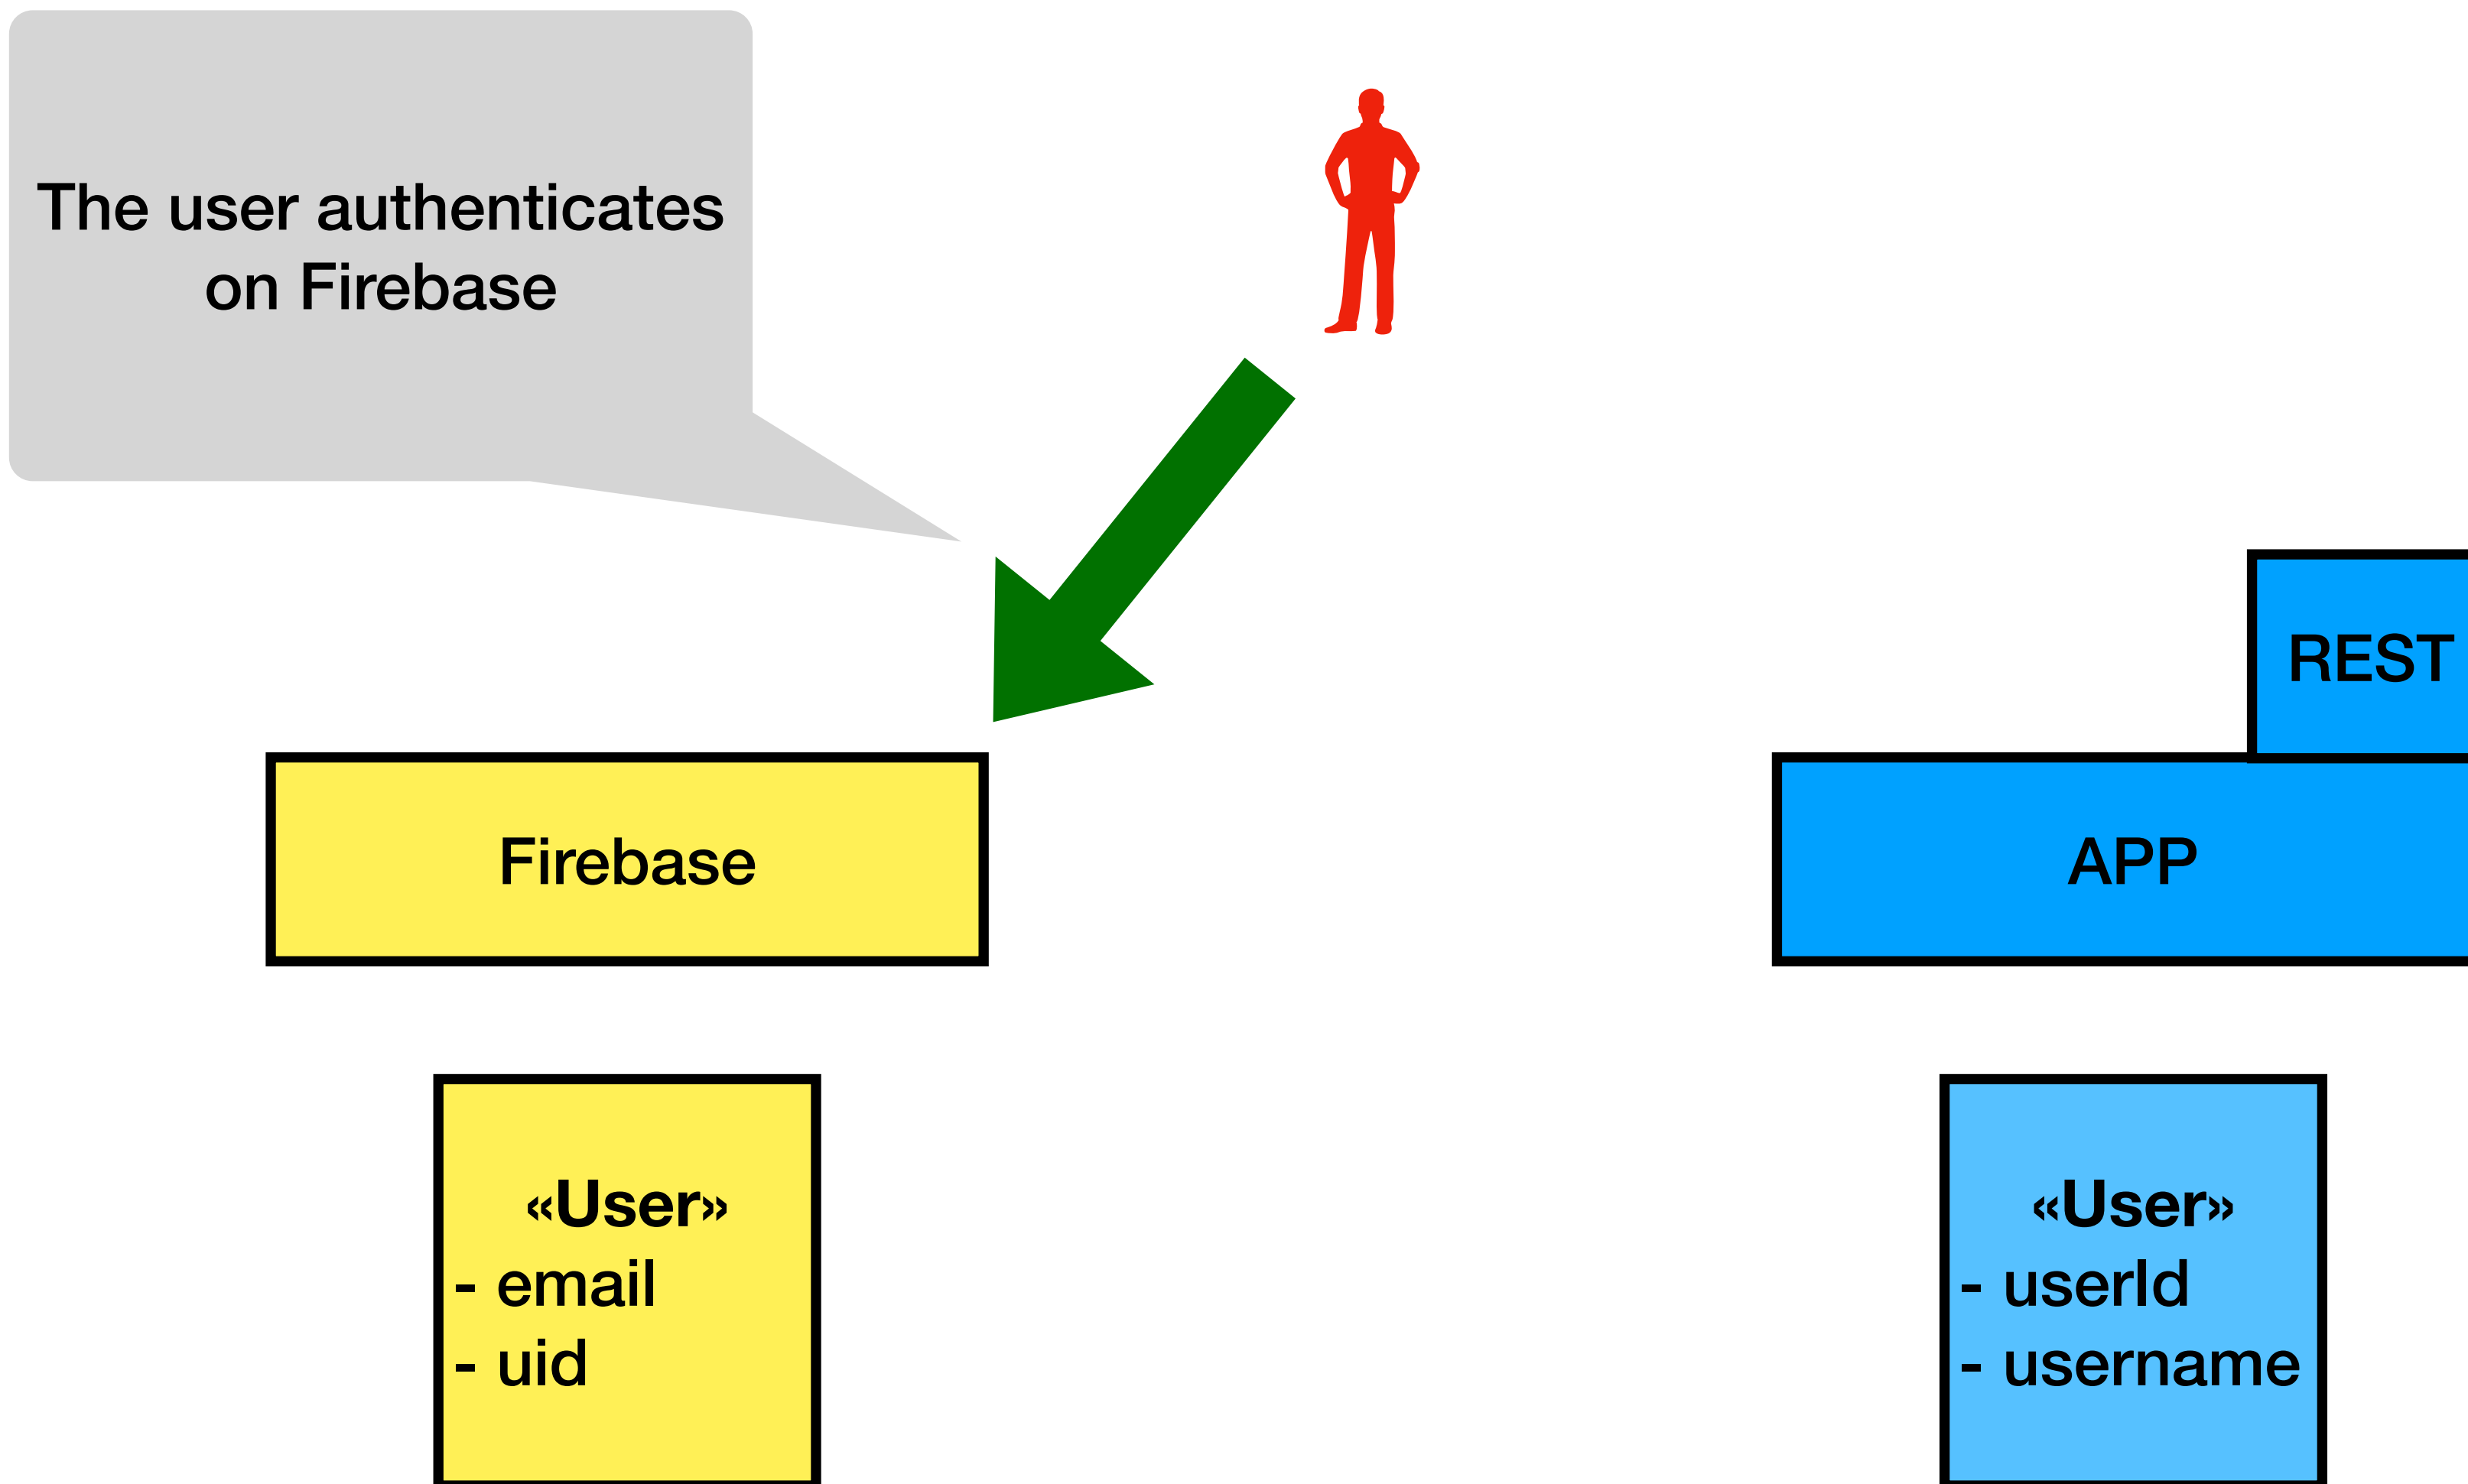 The user authenticates
on Firebase
REST
Firebase
APP
«User»
- email
- uid
«User»
- userId
- username